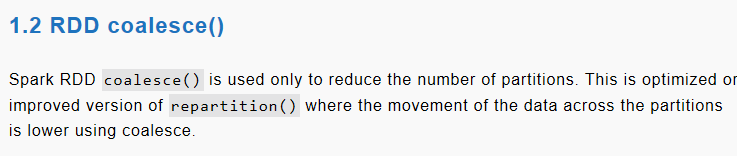 1.2 RDD coalesce()
Spark RDD coalesce() is used only to reduce the number of partitions. This is optimized or
improved version of repartition() where the movement of the data across the partitions
is lower using coalesce.